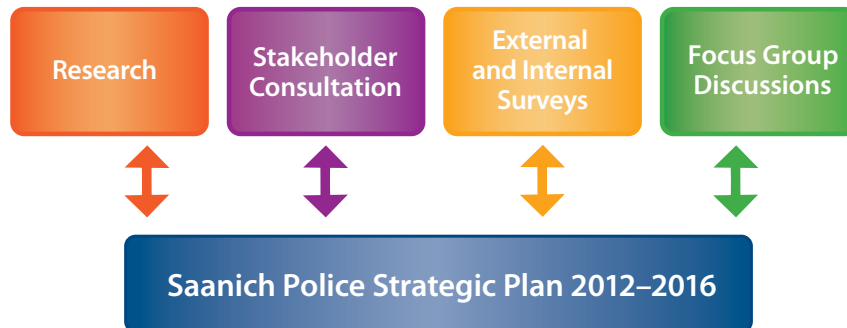 Research
Stakeholder
Consultation
External
and Internal
Surveys
Focus Group
Discussions
Saanich Police Strategic Plan 2012–2016